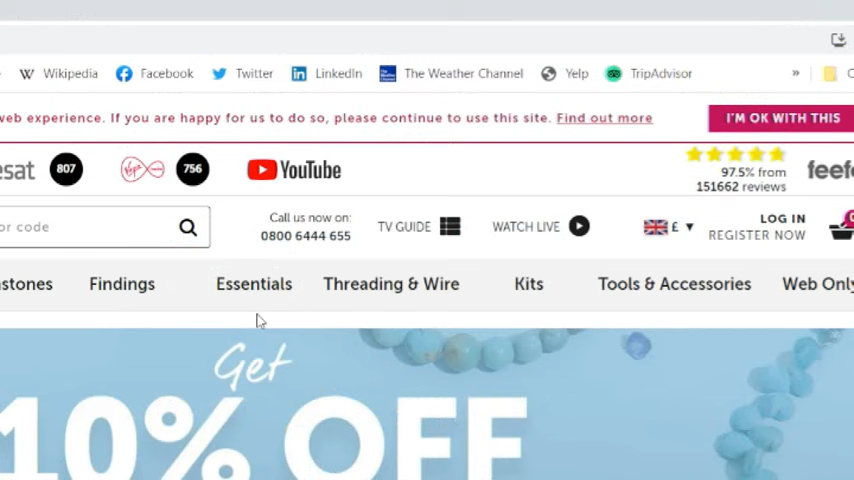 Wikipedia Facebook Twitter LinkedIn The Weather Channel Yelp TripAdvisor »
web experience. If you are happy for us to do so, please continue to use this site. Find out more I'M OK WITH THIS
esat 807 756 YouTube
97.5% from
151662 reviews
feefo
or code
Call us now on:
0800 6444 655
TV GUIDE WATCH LIVE £
LOG IN
REGISTER NOW
stones Findings Essentials Threading & Wire Kits Tools & Accessories Web Only
Get
10% OFF